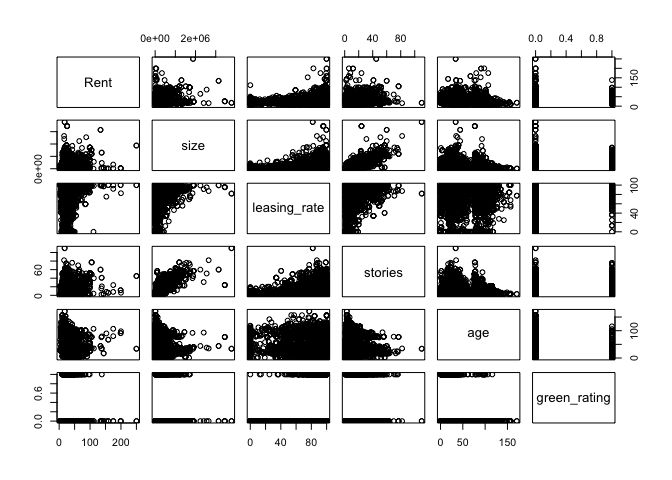 0e+00 2e+06 0 40 80 0.0 0.4 0.8
Rent 0 50 150
0e+00 size
leasing_rate 0 40 80 100
0 60 stories
age 0 50 150
0.0 0.6 green_rating
0 100 200 0 40 80 0 50 150